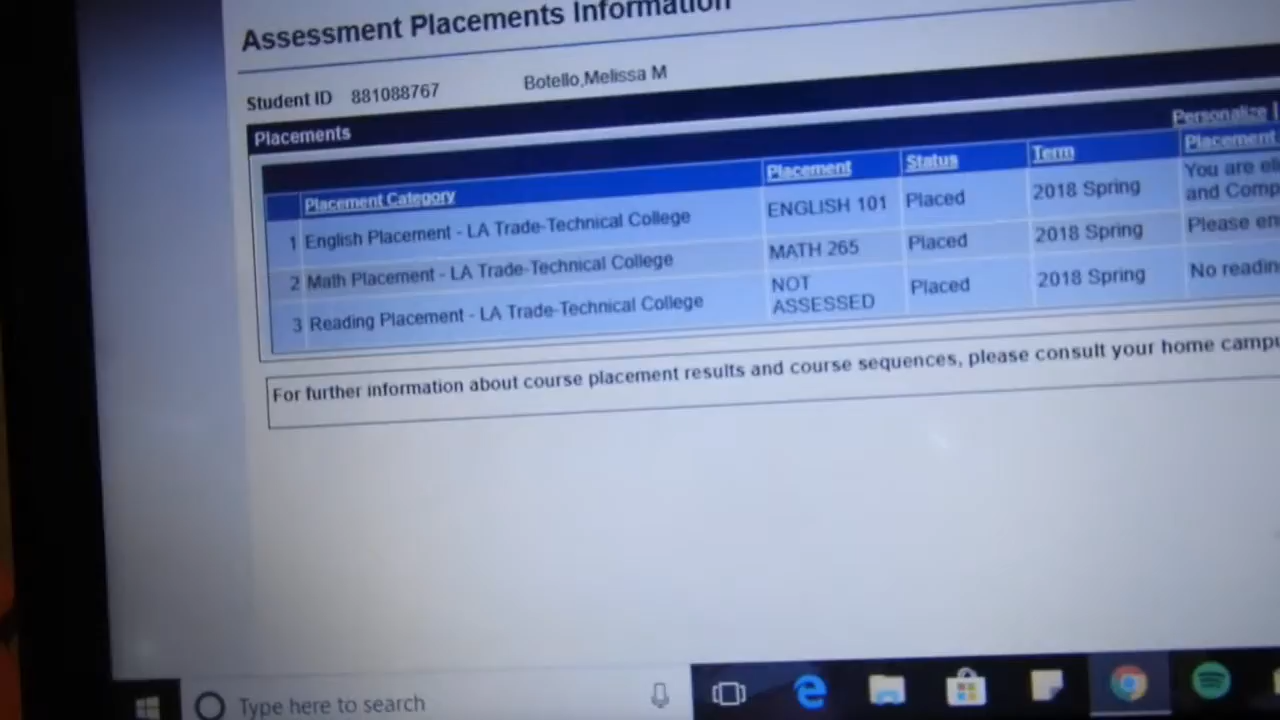 Assessment Placements Information
Student ID 881088767 Botello,Melissa M
Placements
Personalize |
Placement Category Placement Status Term Placement
1 English Placement - LA Trade-Technical College ENGLISH 101 Placed 2018 Spring You are
and
2 Math Placement - LA Trade-Technical College MATH 265 Placed 2018 Spring Please
3 Reading Placement - LA Trade-Technical College NOT ASSESSED Placed 2018 Spring No
For further information about course placement results and course sequences, please consult your home
Type here to search